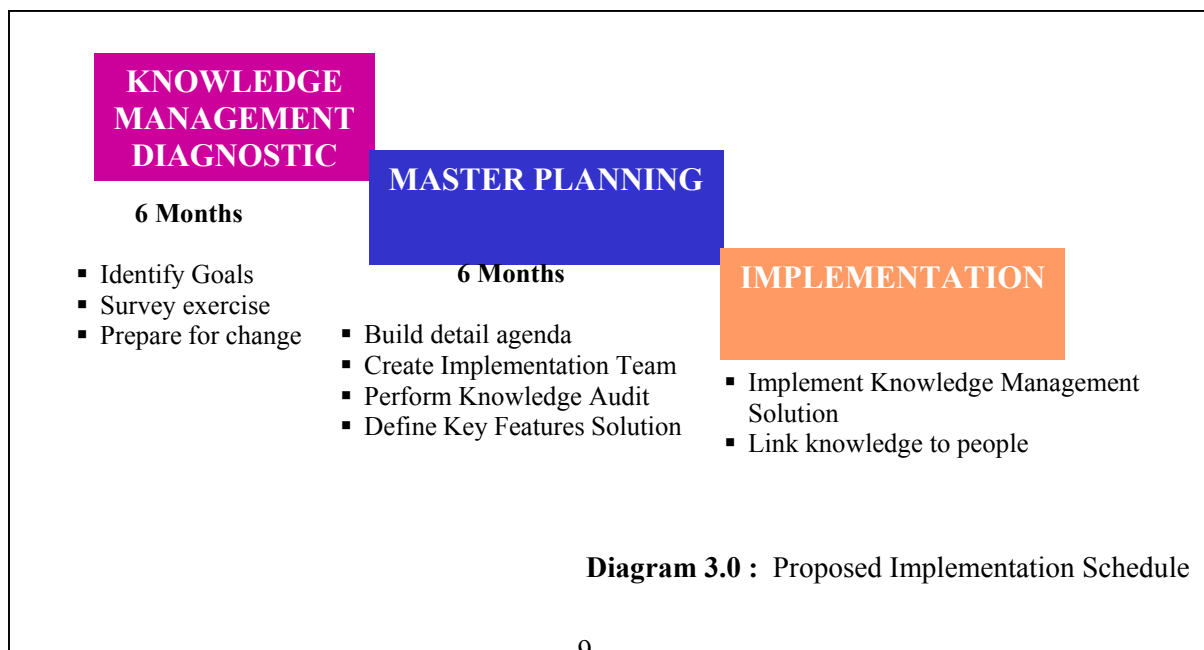 KNOWLEDGE
MANAGEMENT
DIAGNOSTIC
6 Months
▪ Identify Goals
▪ Survey exercise
▪ Prepare for change
MASTER PLANNING
6 Months
▪ Build detail agenda
▪ Create Implementation Team
▪ Perform Knowledge Audit
▪ Define Key Features Solution
IMPLEMENTATION
▪ Implement Knowledge Management
Solution
▪ Link knowledge to people
Diagram 3.0 : Proposed Implementation Schedule
9